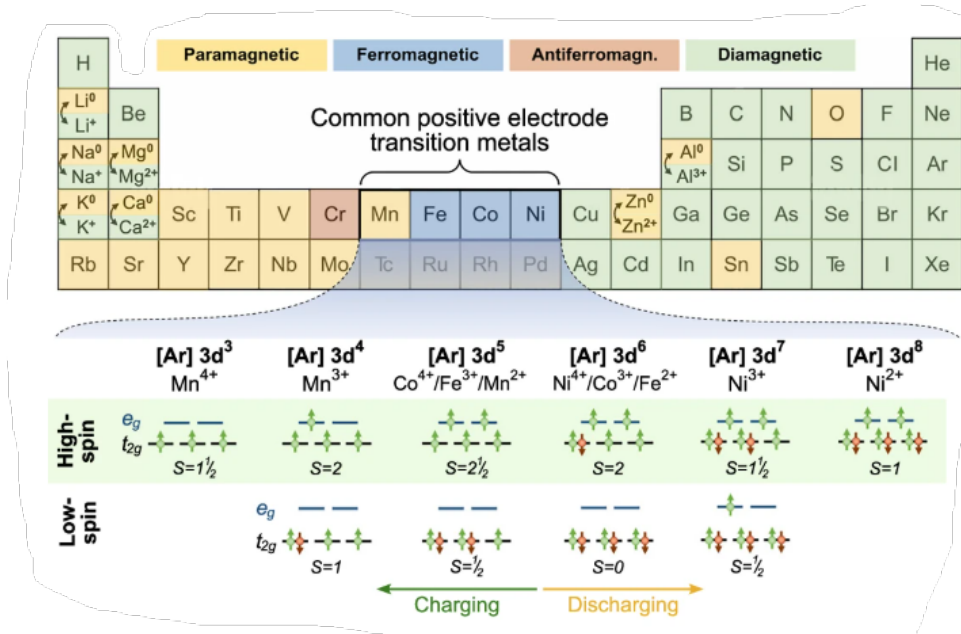 H He
Paramagnetic Ferromagnetic Antiferromagn. Diamagnetic
Li⁰
Li⁺ Be B C N O F Ne
Common positive electrode
transition metals
Na⁰ Mg⁰ Al⁰
Na⁺ Mg²⁺ Al³⁺ Si P S Cl Ar
K⁰ Ca⁰ Zn⁰
K⁺ Ca²⁺ Sc Ti V Cr Mn Fe Co Ni Cu Zn²⁺ Ga Ge As Se Br Kr
Rb Sr Y Zr Nb Mo Tc Ru Rh Pd Ag Cd In Sn Sb Te I Xe
[Ar] 3d³ [Ar] 3d⁴ [Ar] 3d⁵ [Ar] 3d⁶ [Ar] 3d⁷ [Ar] 3d⁸
Mn⁴⁺ Mn³⁺ Co⁴⁺/Fe³⁺/Mn²⁺ Ni⁴⁺/Co³⁺/Fe²⁺ Ni³⁺ Ni²⁺
High-
spin
e_g
t_2g
S=1½ S=2 S=2½ S=2 S=1½ S=1
Low-
spin
e_g
t_2g
S=1 S=½ S=0 S=½
Charging Discharging